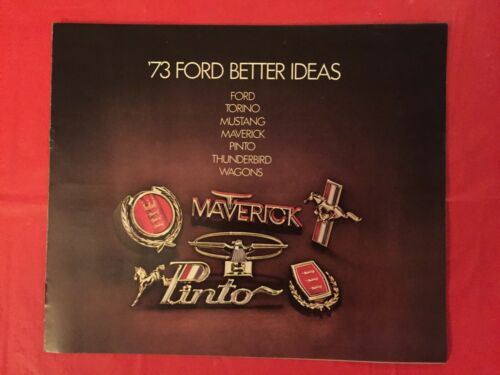 '73 FORD BETTER IDEAS
FORD
TORINO
MUSTANG
MAVERICK
PINTO
THUNDERBIRD
WAGONS
MAVERICK
Pinto